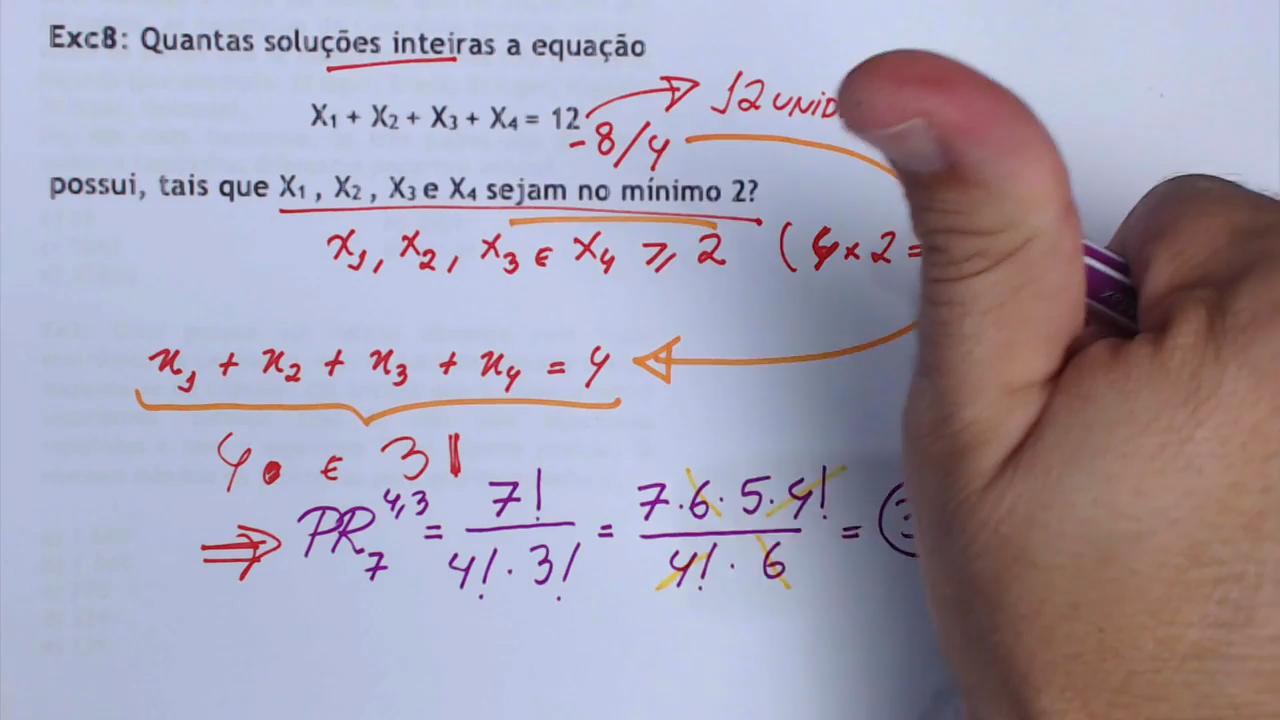 Exc8: Quantas soluções inteiras a equação
X₁ + X₂ + X₃ + X₄ = 12 → 12 UNID
-8/4
possui, tais que X₁ , X₂ , X₃ e X₄ sejam no mínimo 2?
x₁, x₂, x₃ e x₄ ≥ 2 (4 x 2 =
x₁ + x₂ + x₃ + x₄ = 4
4 • e 3 |
⇒ PR₇⁴,³ = 7! / 4! · 3! = 7 · 6 · 5 · 4! / 4! · 6 =